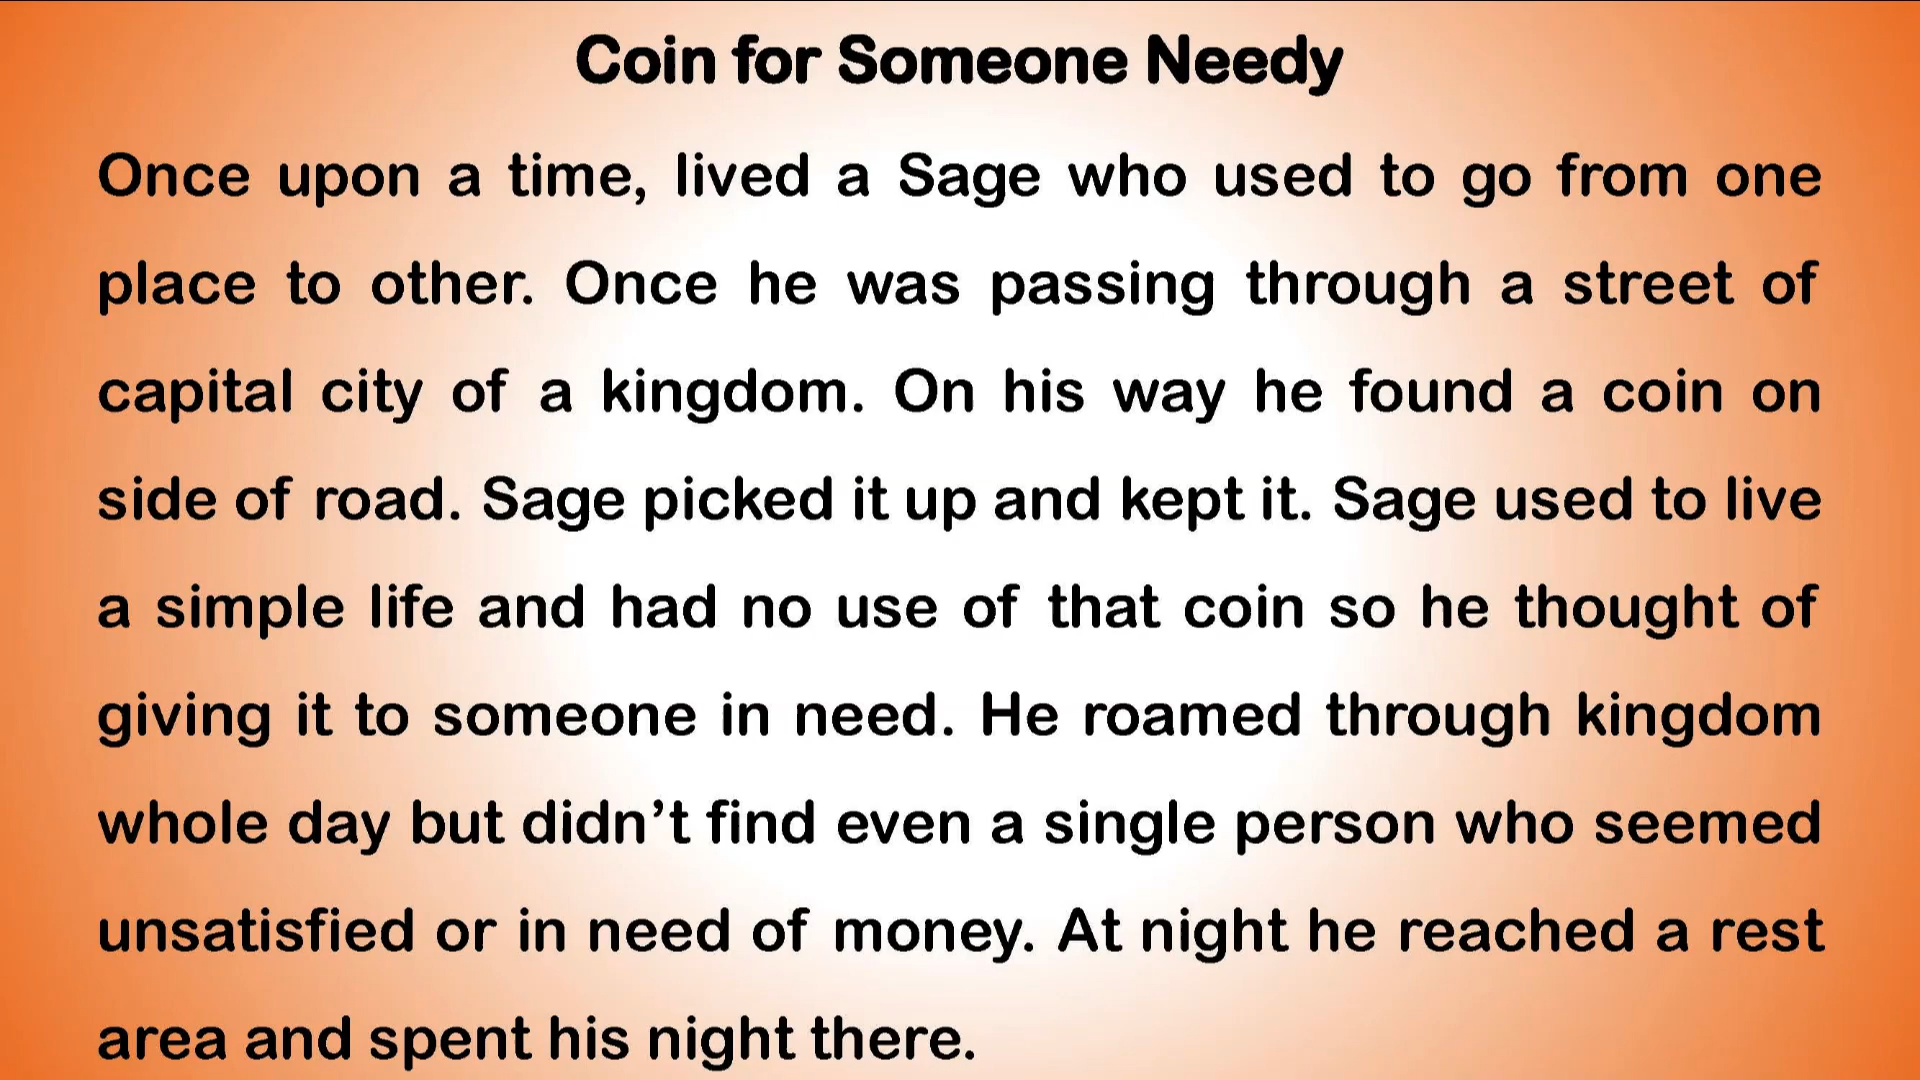 Coin for Someone Needy
Once upon a time, lived a Sage who used to go from one
place to other. Once he was passing through a street of
capital city of a kingdom. On his way he found a coin on
side of road. Sage picked it up and kept it. Sage used to live
a simple life and had no use of that coin so he thought of
giving it to someone in need. He roamed through kingdom
whole day but didn’t find even a single person who seemed
unsatisfied or in need of money. At night he reached a rest
area and spent his night there.